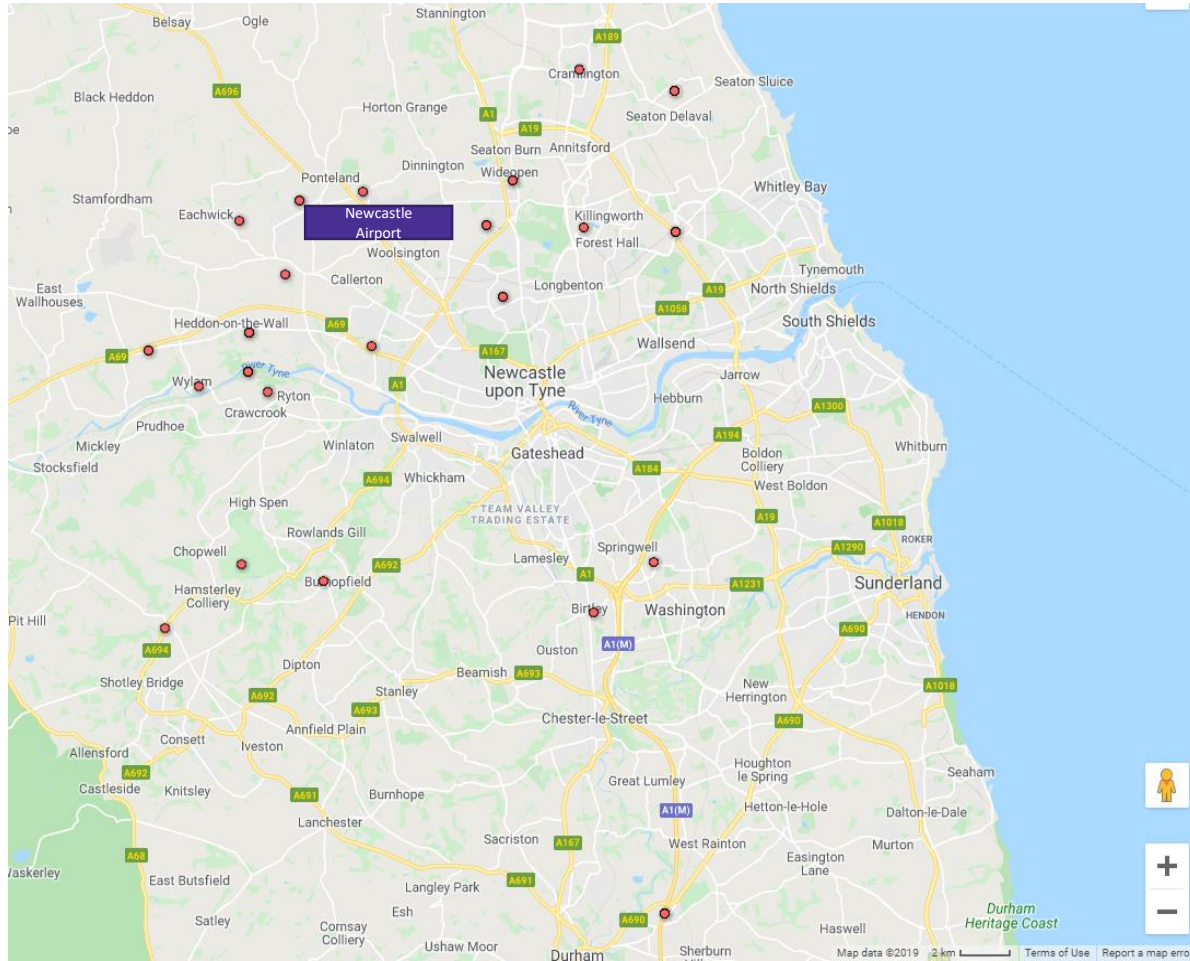 Stannington
Belsay
Ogle
A189
Cramlington
Seaton Sluice
A696
Black Heddon
Horton Grange
A1
Seaton Delaval
A19
Annitsford
Seaton Burn
Dinnington
Wideopen
Ponteland
Whitley Bay
Stamfordham
Eachwick
Newcastle
Airport
Killingworth
Forest Hall
Woolsington
Tynemouth
East
Wallhouses
Callerton
Longbenton
A19
North Shields
A1058
South Shields
Heddon-on-the-Wall
A69
A69
A167
Wallsend
River Tyne
Newcastle
upon Tyne
Jarrow
Wylam
A1
Ryton
Hebburn
Crawcrook
River Tyne
A1300
Prudhoe
Mickley
Winlaton
Swalwell
A194
Whitburn
Gateshead
Boldon
Colliery
Stocksfield
A694
Whickham
A184
West Boldon
High Spen
TEAM VALLEY
TRADING ESTATE
A19
A1018
Rowlands Gill
ROKER
Chopwell
Lamesley
Springwell
A1290
A692
A1
Burnopfield
Hamsterley
Colliery
A1231
Sunderland
Birtley
Washington
HENDON
Pit Hill
A690
A694
A1(M)
Ouston
Dipton
Beamish
A693
Shotley Bridge
New
Herrington
A1018
A692
Stanley
A693
Chester-le-Street
A690
Annfield Plain
Consett
Iveston
Allensford
A692
Houghton
le Spring
Seaham
Castleside
Knitsley
A691
Burnhope
Great Lumley
Hetton-le-Hole
A1(M)
Dalton-le-Dale
Lanchester
Sacriston
A167
West Rainton
Murton
A68
Easington
Lane
Waskerley
East Butsfield
A691
Langley Park
Esh
A690
Durham
Heritage Coast
Satley
Cornsay
Colliery
Haswell
Ushaw Moor
Durham
Sherburn
Map data ©2019 2 km Terms of Use Report a map erro